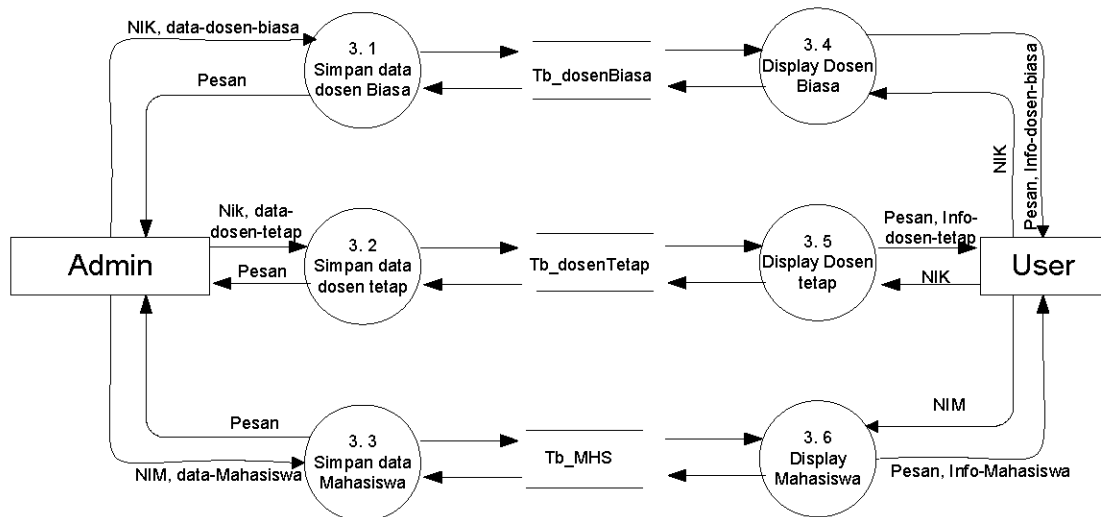 NIK, data-dosen-biasa
3. 1
Simpan data
dosen Biasa
Pesan
Tb_dosenBiasa
3. 4
Display Dosen
Biasa
NIK
Pesan, Info-dosen-biasa
Admin
Nik, data-
dosen-tetap
Pesan
3. 2
Simpan data
dosen tetap
Tb_dosenTetap
3. 5
Display Dosen
tetap
Pesan, Info-
dosen-tetap
NIK
User
Pesan
NIM, data-Mahasiswa
3. 3
Simpan data
Mahasiswa
Tb_MHS
3. 6
Display
Mahasiswa
NIM
Pesan, Info-Mahasiswa